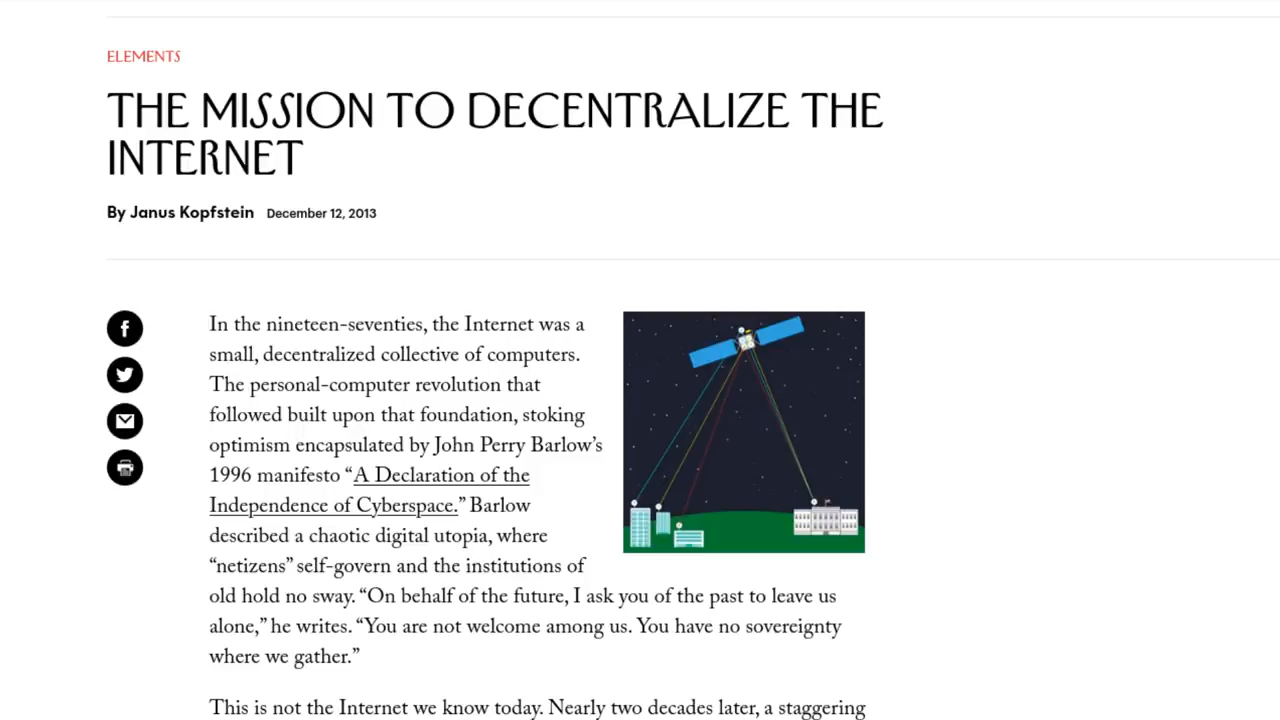 ELEMENTS
THE MISSION TO DECENTRALIZE THE
INTERNET
By Janus Kopfstein December 12, 2013
In the nineteen-seventies, the Internet was a
small, decentralized collective of computers.
The personal-computer revolution that
followed built upon that foundation, stoking
optimism encapsulated by John Perry Barlow’s
1996 manifesto “A Declaration of the
Independence of Cyberspace.” Barlow
described a chaotic digital utopia, where
“netizens” self-govern and the institutions of
old hold no sway. “On behalf of the future, I ask you of the past to leave us
alone,” he writes. “You are not welcome among us. You have no sovereignty
where we gather.”
This is not the Internet we know today. Nearly two decades later, a staggering